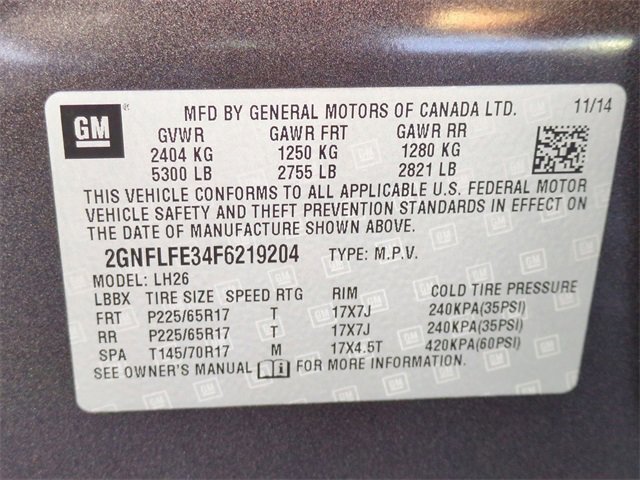 GM
MFD BY GENERAL MOTORS OF CANADA LTD. 11/14
GVWR GAWR FRT GAWR RR
2404 KG 1250 KG 1280 KG
5300 LB 2755 LB 2821 LB
THIS VEHICLE CONFORMS TO ALL APPLICABLE U.S. FEDERAL MOTOR
VEHICLE SAFETY AND THEFT PREVENTION STANDARDS IN EFFECT ON
THE DATE OF MANUFACTURE SHOWN ABOVE.
2GNFLFE34F6219204 TYPE: M.P.V.
MODEL: LH26
LBBX TIRE SIZE SPEED RTG RIM COLD TIRE PRESSURE
FRT P225/65R17 T 17X7J 240KPA(35PSI)
RR P225/65R17 T 17X7J 240KPA(35PSI)
SPA T145/70R17 M 17X4.5T 420KPA(60PSI)
SEE OWNER'S MANUAL i FOR MORE INFORMATION.